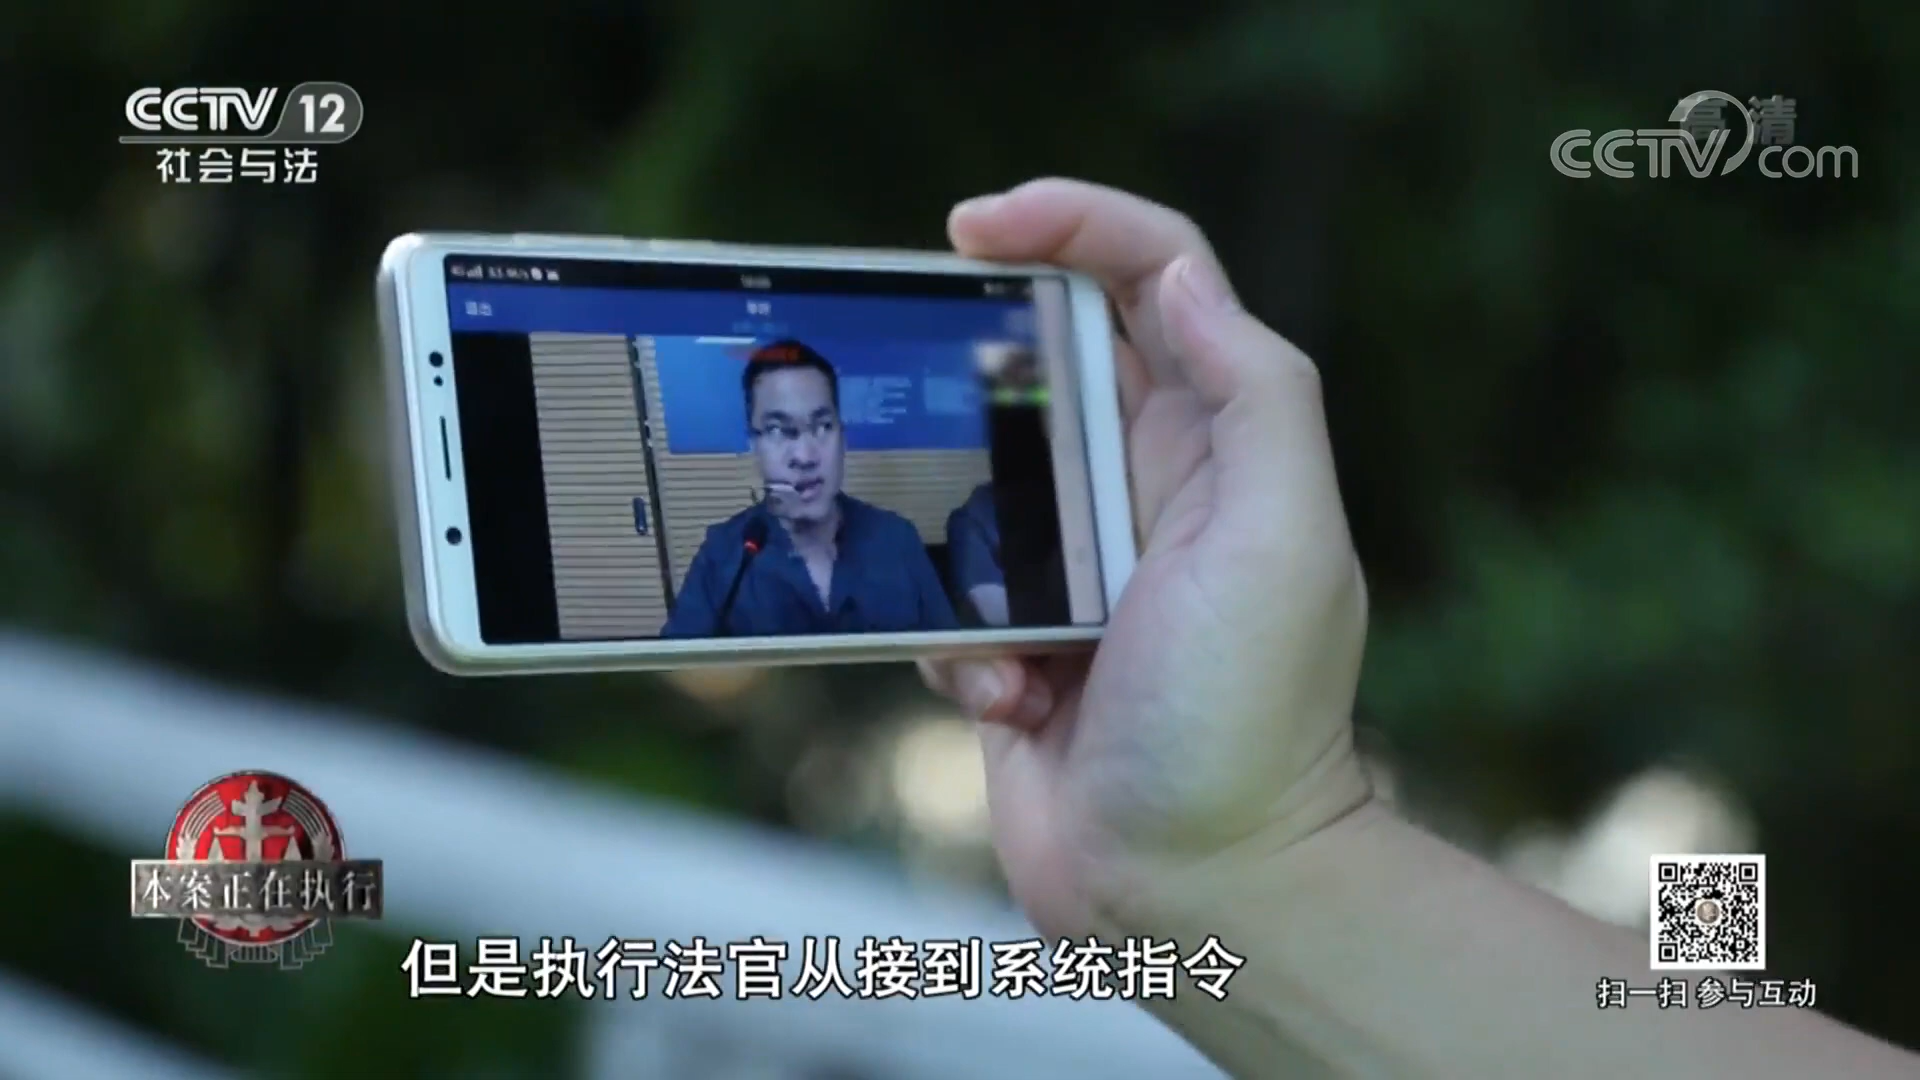 CCTV 12
社会与法
高清
CCTV.com
本案正在执行
但是执行法官从接到系统指令
扫一扫 参与互动